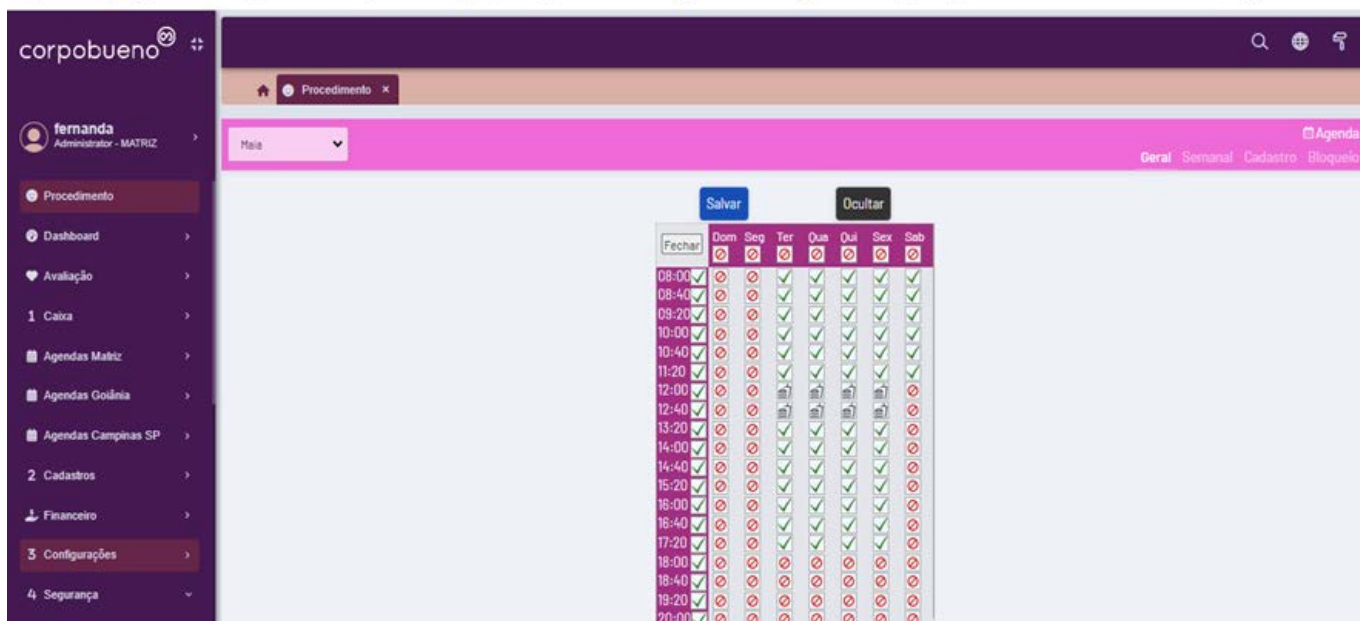 corpobueno
Procedimento ×
fernanda
Administrator - MATRIZ
Maia
Agenda
Geral Semanal Cadastro Bloqueio
Procedimento
Dashboard
Avaliação
1 Caixa
Agendas Matriz
Agendas Goiânia
Agendas Campinas SP
2 Cadastros
Financeiro
3 Configurações
4 Segurança
Salvar Ocultar
Fechar Dom Seg Ter Qua Qui Sex Sab
08:00
08:40
09:20
10:00
10:40
11:20
12:00
12:40
13:20
14:00
14:40
15:20
16:00
16:40
17:20
18:00
18:40
19:20
20:00